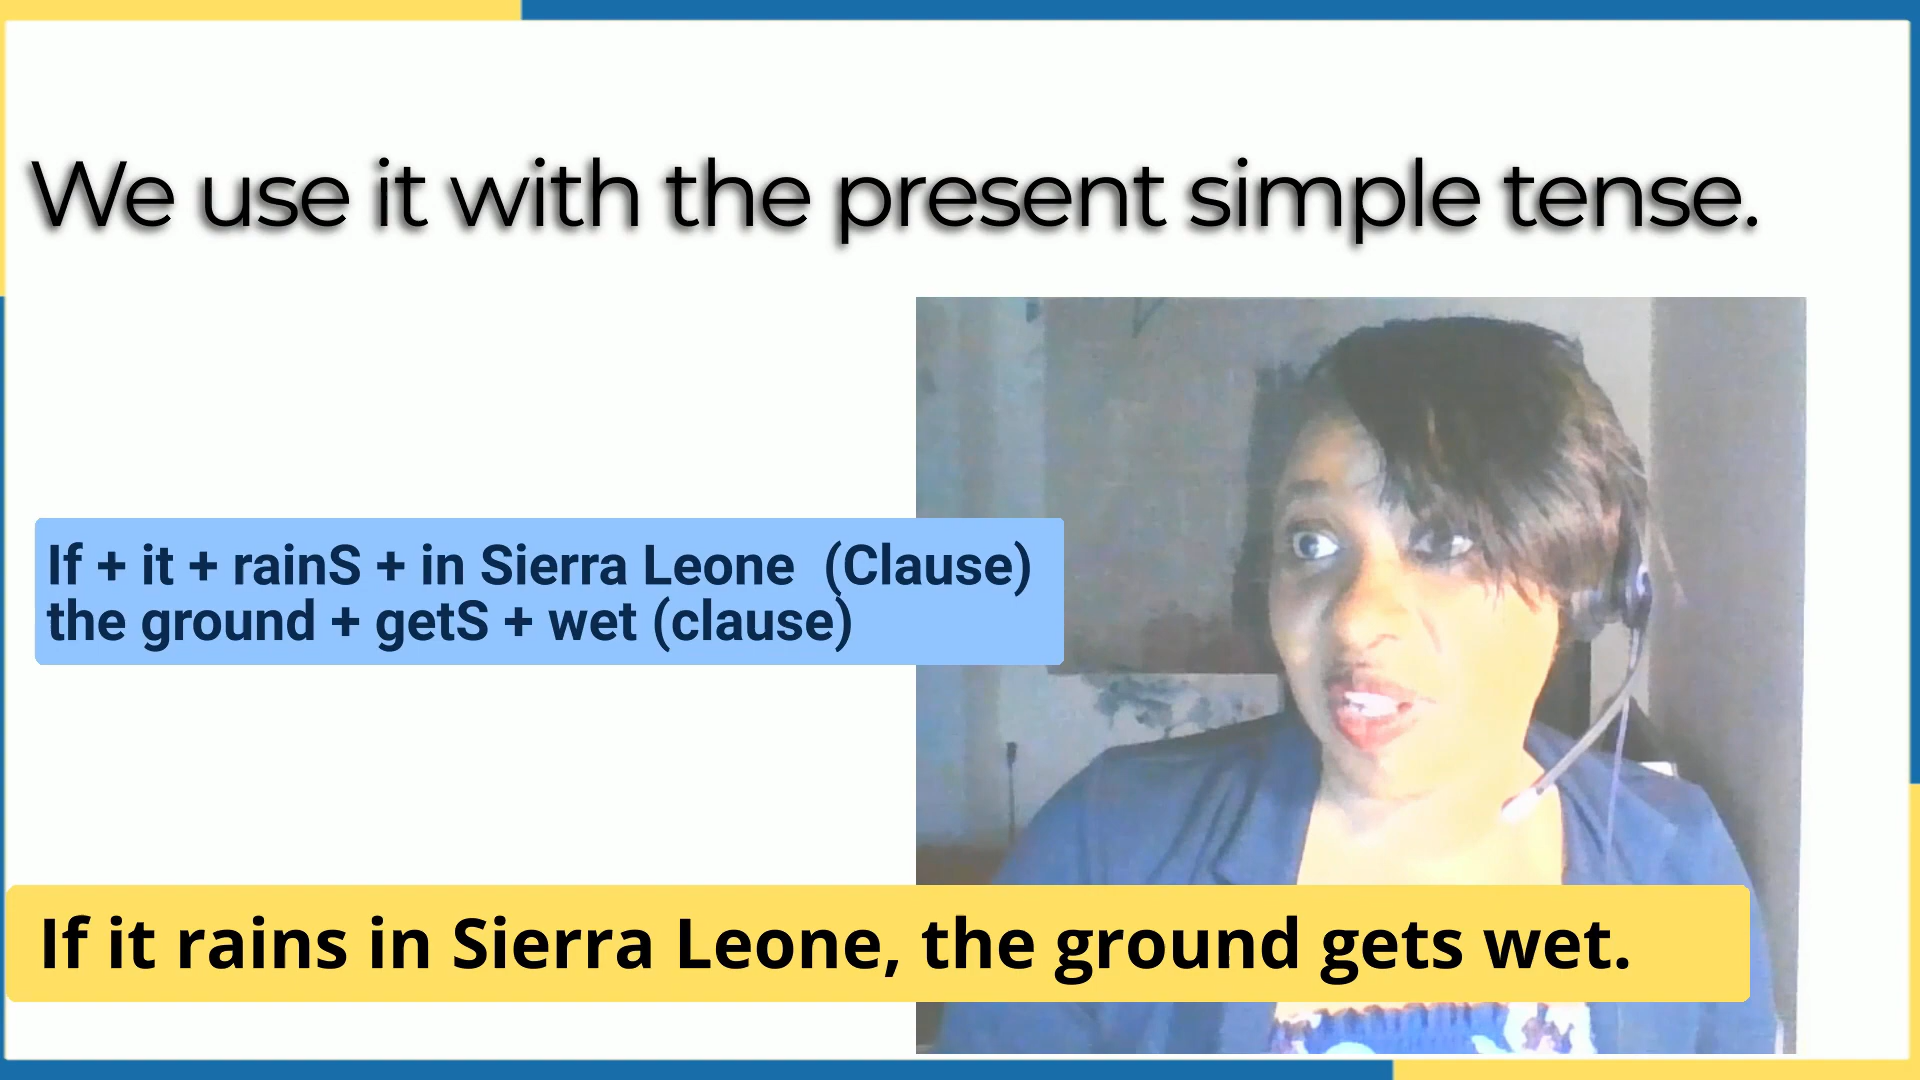 We use it with the present simple tense.
If + it + rainS + in Sierra Leone (Clause)
the ground + getS + wet (clause)
If it rains in Sierra Leone, the ground gets wet.